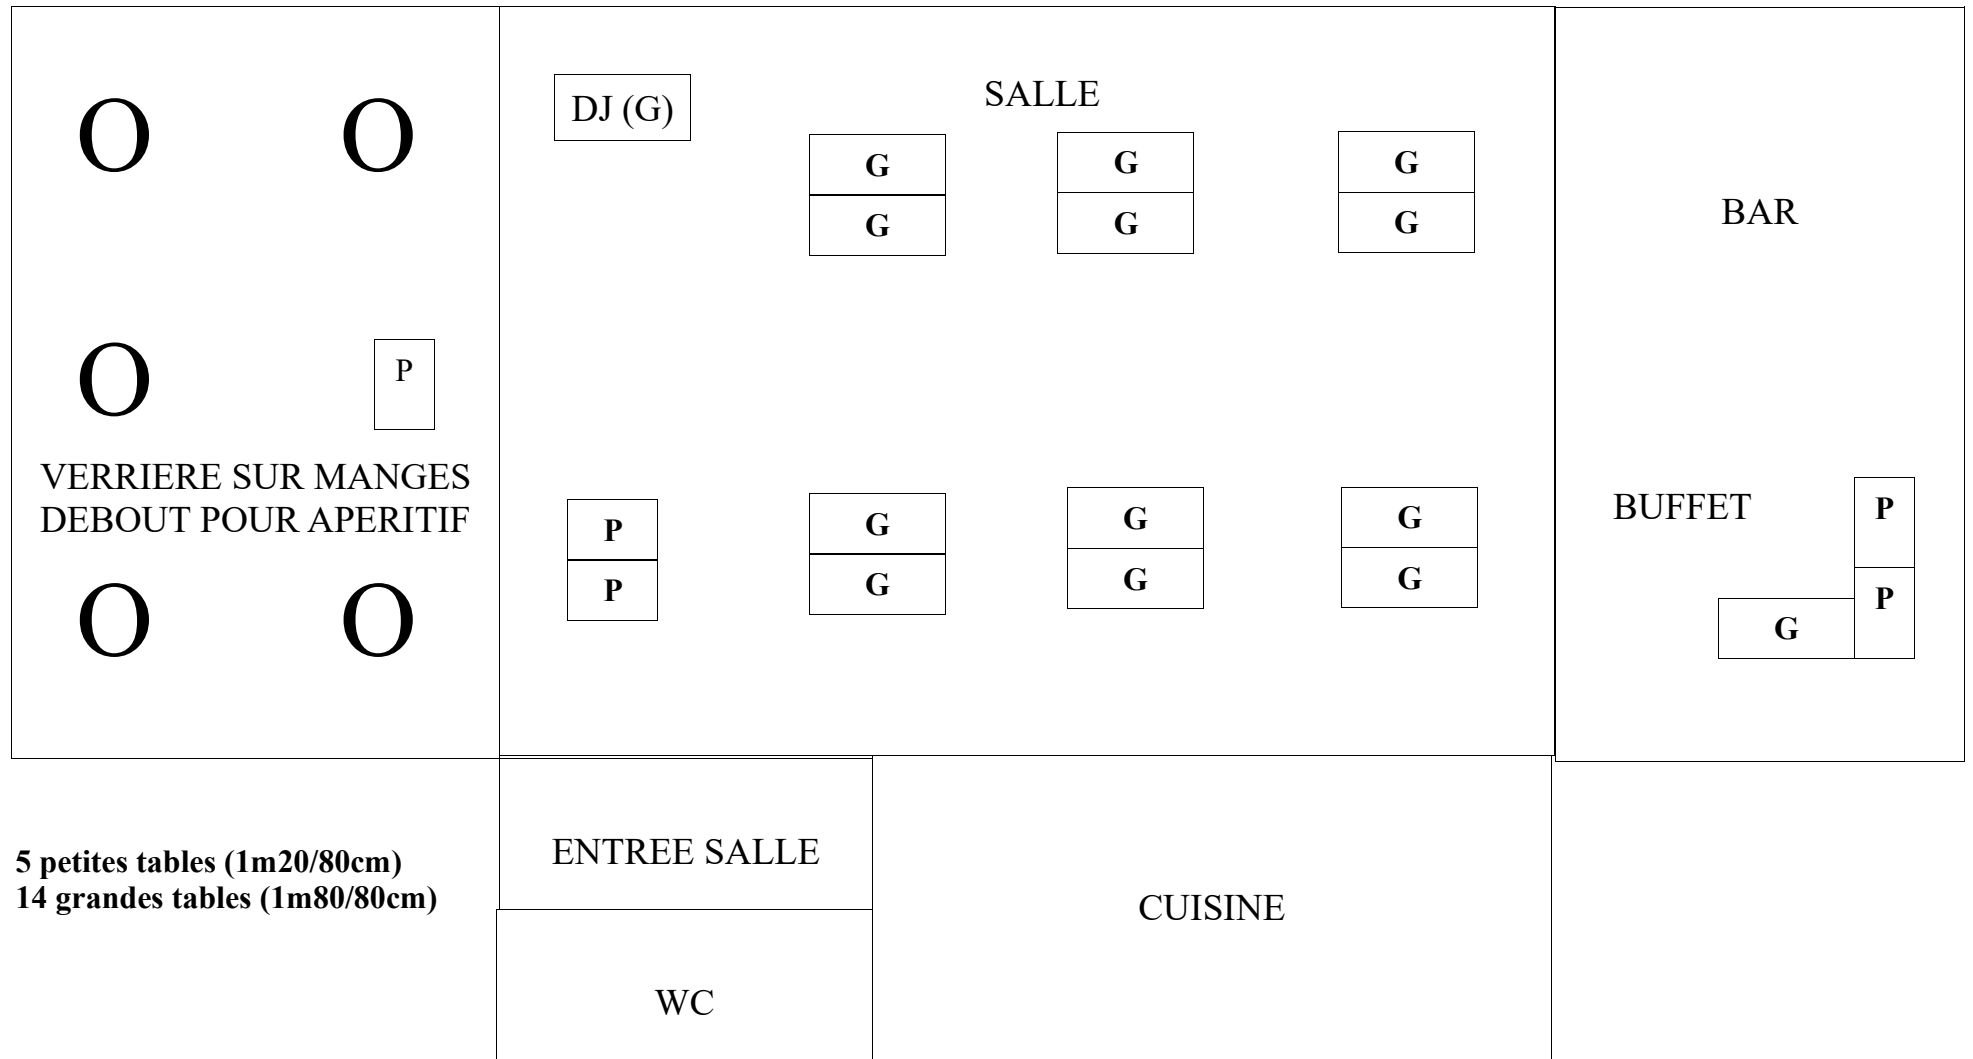 O O
DJ (G)
SALLE
G G G
G G G
BAR
O
P
VERRIERE SUR MANGES
DEBOUT POUR APERITIF
P G G G
P G G G
BUFFET
P
P
G
O O
ENTREE SALLE
5 petites tables (1m20/80cm)
14 grandes tables (1m80/80cm)
CUISINE
WC